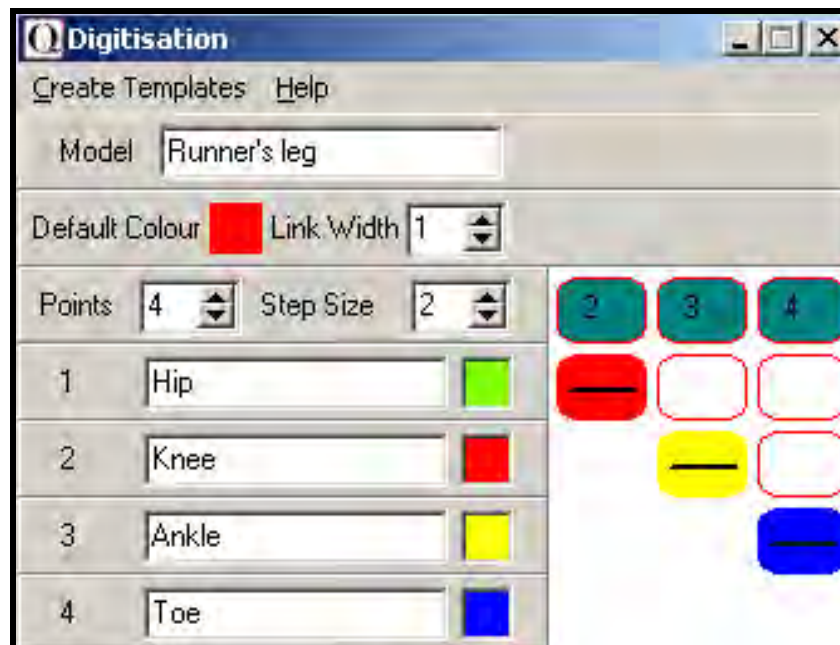 Digitisation
Create Templates Help
Model Runner's leg
Default Colour Link Width 1
Points 4 Step Size 2 2 3 4
1 Hip
2 Knee
3 Ankle
4 Toe